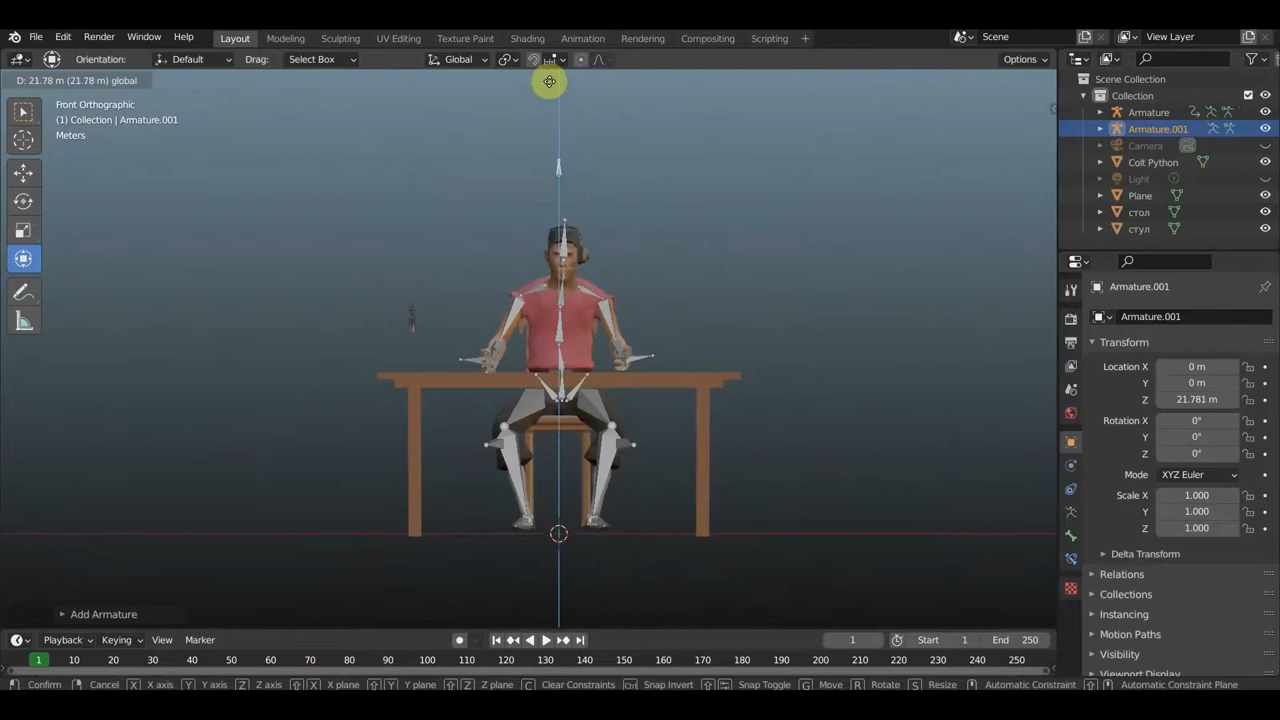 File Edit Render Window Help Layout Modeling Sculpting UV Editing Texture Paint Shading Animation Rendering Compositing Scripting + Scene View Layer
Orientation: Default Drag: Select Box Global Options
D: 21.78 m (21.78 m) global
Front Orthographic
(1) Collection | Armature.001
Meters
Scene Collection
Collection
Armature
Armature.001
Camera
Colt Python
Light
Plane
стол
стул
Armature.001
Armature.001
Transform
Location X 0 m
Y 0 m
Z 21.781 m
Rotation X 0°
Y 0°
Z 0°
Mode XYZ Euler
Scale X 1.000
Y 1.000
Z 1.000
Delta Transform
Relations
Collections
Instancing
Motion Paths
Visibility
Viewport Display
Add Armature
Playback Keying View Marker 1 Start 1 End 250
1 10 20 30 40 50 60 70 80 90 100 110 120 130 140 150 160 170 180 190 200 210 220 230 240 250
Confirm Cancel X X axis Y Y axis Z Z axis X X plane Y Y plane Z Z plane C Clear Constraints Ctrl Snap Invert Snap Toggle G Move R Rotate S Resize Automatic Constraint Automatic Constraint Plane